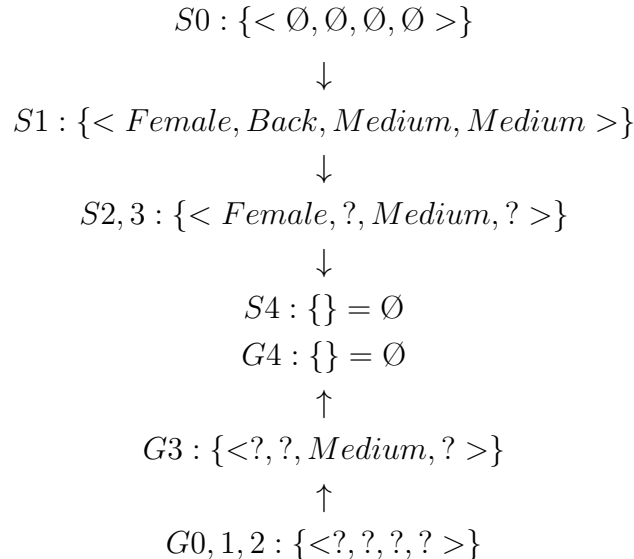 S0 : {< Ø, Ø, Ø, Ø >}
↓
S1 : {< Female, Back, Medium, Medium >}
↓
S2, 3 : {< Female, ?, Medium, ? >}
↓
S4 : {} = Ø
G4 : {} = Ø
↑
G3 : {<?, ?, Medium, ? >}
↑
G0, 1, 2 : {<?, ?, ?, ? >}